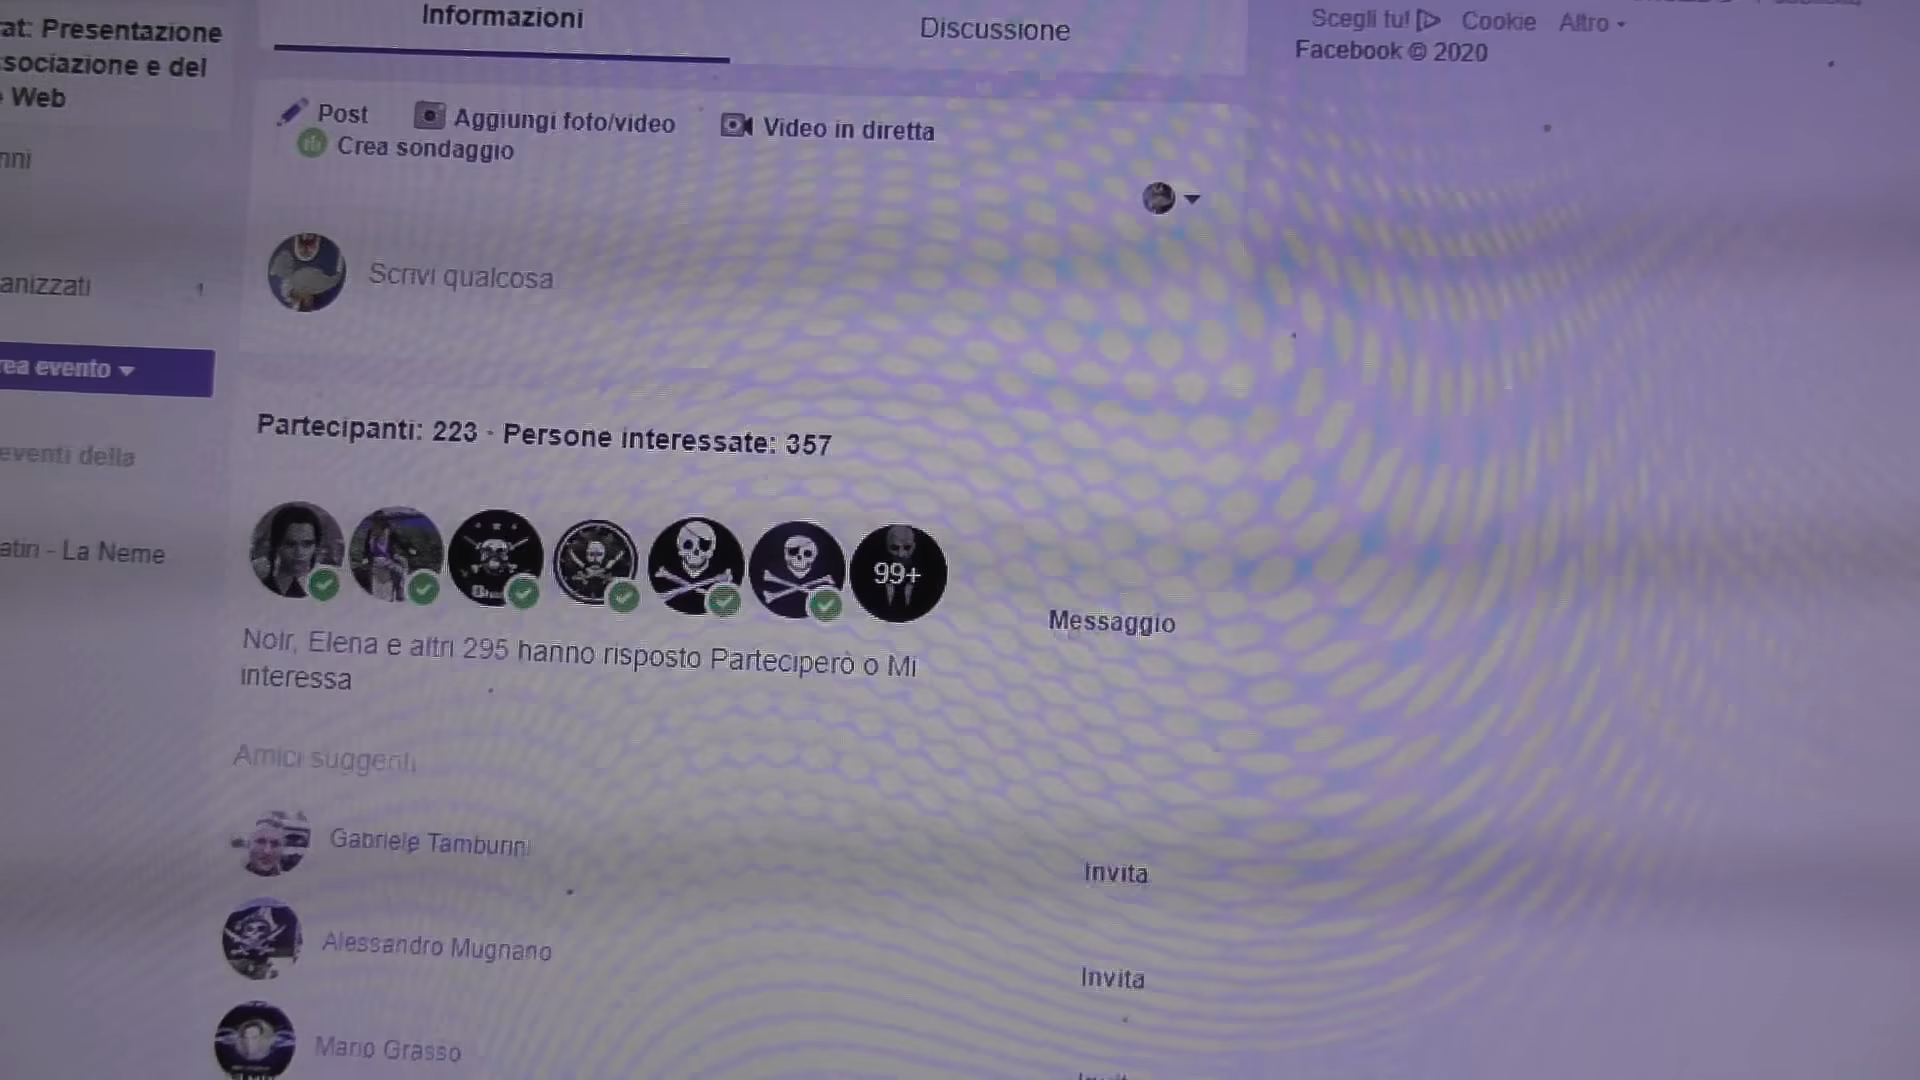 at: Presentazione
sociazione e del
Web
nni
anizzati 1
rea evento
eventi della
atiri - La Neme
Informazioni
Discussione
Post
Aggiungi foto/video
Video in diretta
Crea sondaggio
Scrivi qualcosa
Partecipanti: 223 · Persone interessate: 357
99+
Noir, Elena e altri 295 hanno risposto Parteciperò o Mi
interessa
Messaggio
Amici suggeriti
Gabriele Tamburini
Invita
Alessandro Mugnano
Invita
Mario Grasso
Scegli tu! Cookie Altro
Facebook © 2020